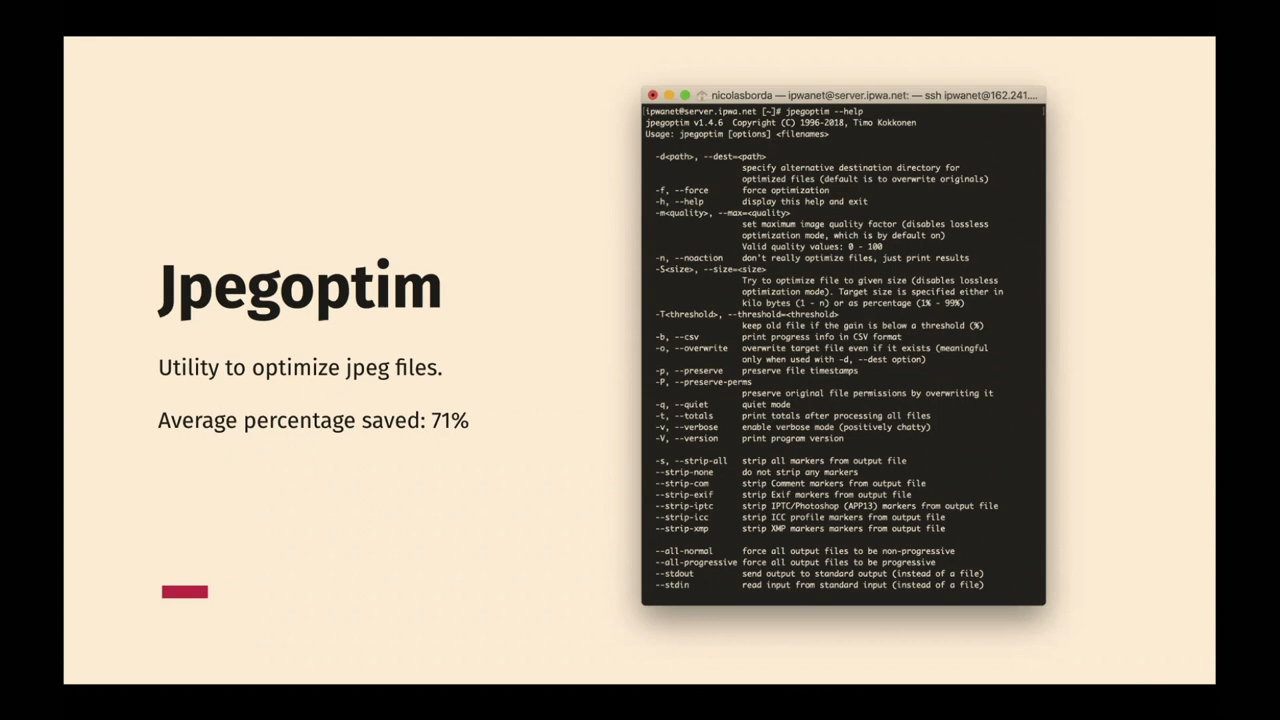 Jpegoptim
Utility to optimize jpeg files.
Average percentage saved: 71%
nicolasborda — ipwanet@server.ipwa.net: — ssh ipwanet@162.241....
[ipwanet@server.ipwa.net [~]# jpegoptim --help ]
jpegoptim v1.4.6  Copyright (C) 1996-2018, Timo Kokkonen
Usage: jpegoptim [options] <filenames>
-d<path>, --dest=<path>
specify alternative destination directory for
optimized files (default is to overwrite originals)
-f, --force force optimization
-h, --help display this help and exit
-m<quality>, --max=<quality>
set maximum image quality factor (disables lossless
optimization mode, which is by default on)
Valid quality values: 0 - 100
-n, --noaction don't really optimize files, just print results
-S<size>, --size=<size>
Try to optimize file to given size (disables lossless
optimization mode). Target size is specified either in
kilo bytes (1 - n) or as percentage (1% - 99%)
-T<threshold>, --threshold=<threshold>
keep old file if the gain is below a threshold (%)
-b, --csv print progress info in CSV format
-o, --overwrite overwrite target file even if it exists (meaningful
only when used with -d, --dest option)
-p, --preserve preserve file timestamps
-P, --preserve-perms
preserve original file permissions by overwriting it
-q, --quiet quiet mode
-t, --totals print totals after processing all files
-v, --verbose enable verbose mode (positively chatty)
-V, --version print program version
-s, --strip-all strip all markers from output file
--strip-none do not strip any markers
--strip-com strip Comment markers from output file
--strip-exif strip Exif markers from output file
--strip-iptc strip IPTC/Photoshop (APP13) markers from output file
--strip-icc strip ICC profile markers from output file
--strip-xmp strip XMP markers markers from output file
--all-normal force all output files to be non-progressive
--all-progressive force all output files to be progressive
--stdout send output to standard output (instead of a file)
--stdin read input from standard input (instead of a file)